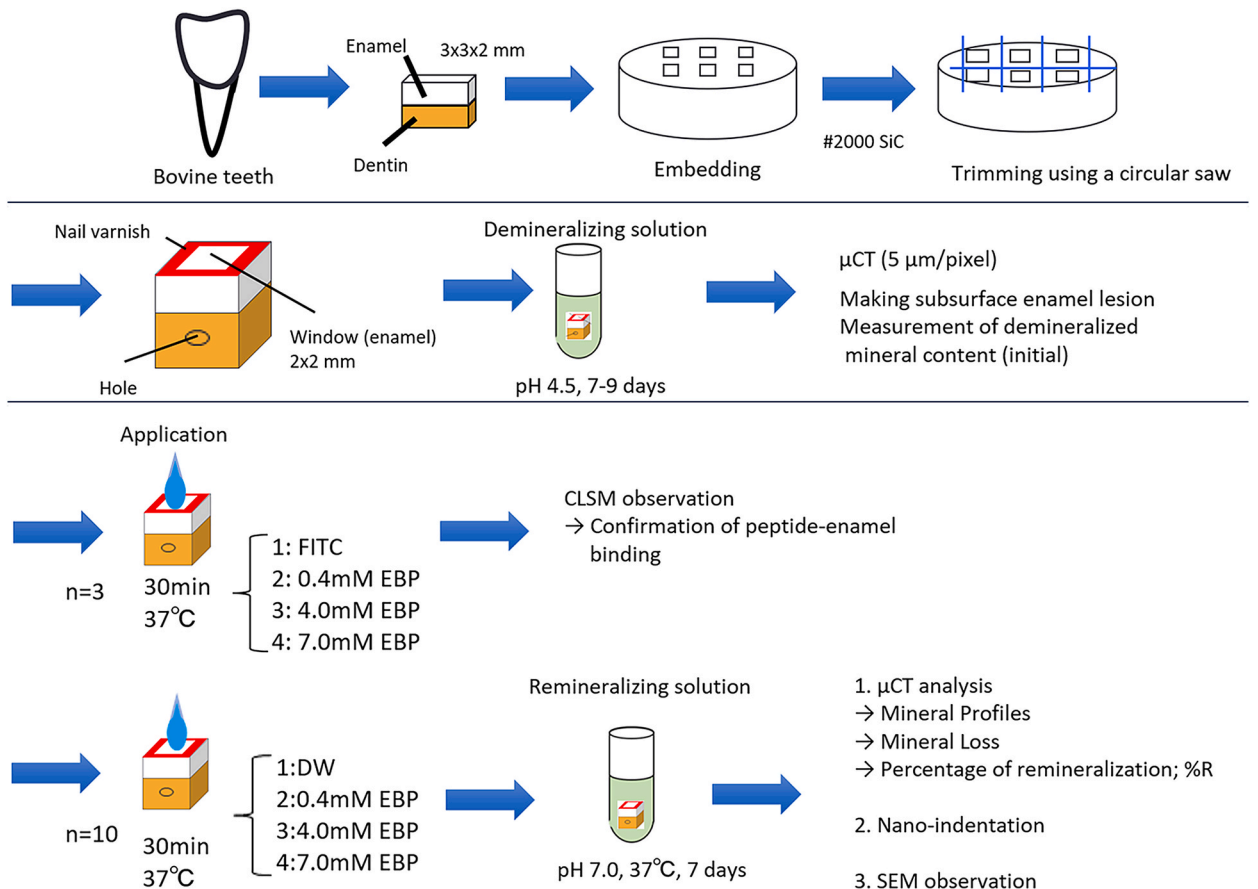 Enamel
3x3x2 mm
Dentin
Bovine teeth
Embedding
#2000 SiC
Trimming using a circular saw
Nail varnish
Window (enamel)
2x2 mm
Hole
Demineralizing solution
pH 4.5, 7-9 days
µCT (5 µm/pixel)
Making subsurface enamel lesion
Measurement of demineralized
mineral content (initial)
Application
n=3
30min
37℃
1: FITC
2: 0.4mM EBP
3: 4.0mM EBP
4: 7.0mM EBP
CLSM observation
→ Confirmation of peptide-enamel
binding
n=10
30min
37℃
1:DW
2:0.4mM EBP
3:4.0mM EBP
4:7.0mM EBP
Remineralizing solution
pH 7.0, 37℃, 7 days
1. µCT analysis
→ Mineral Profiles
→ Mineral Loss
→ Percentage of remineralization; %R
2. Nano-indentation
3. SEM observation